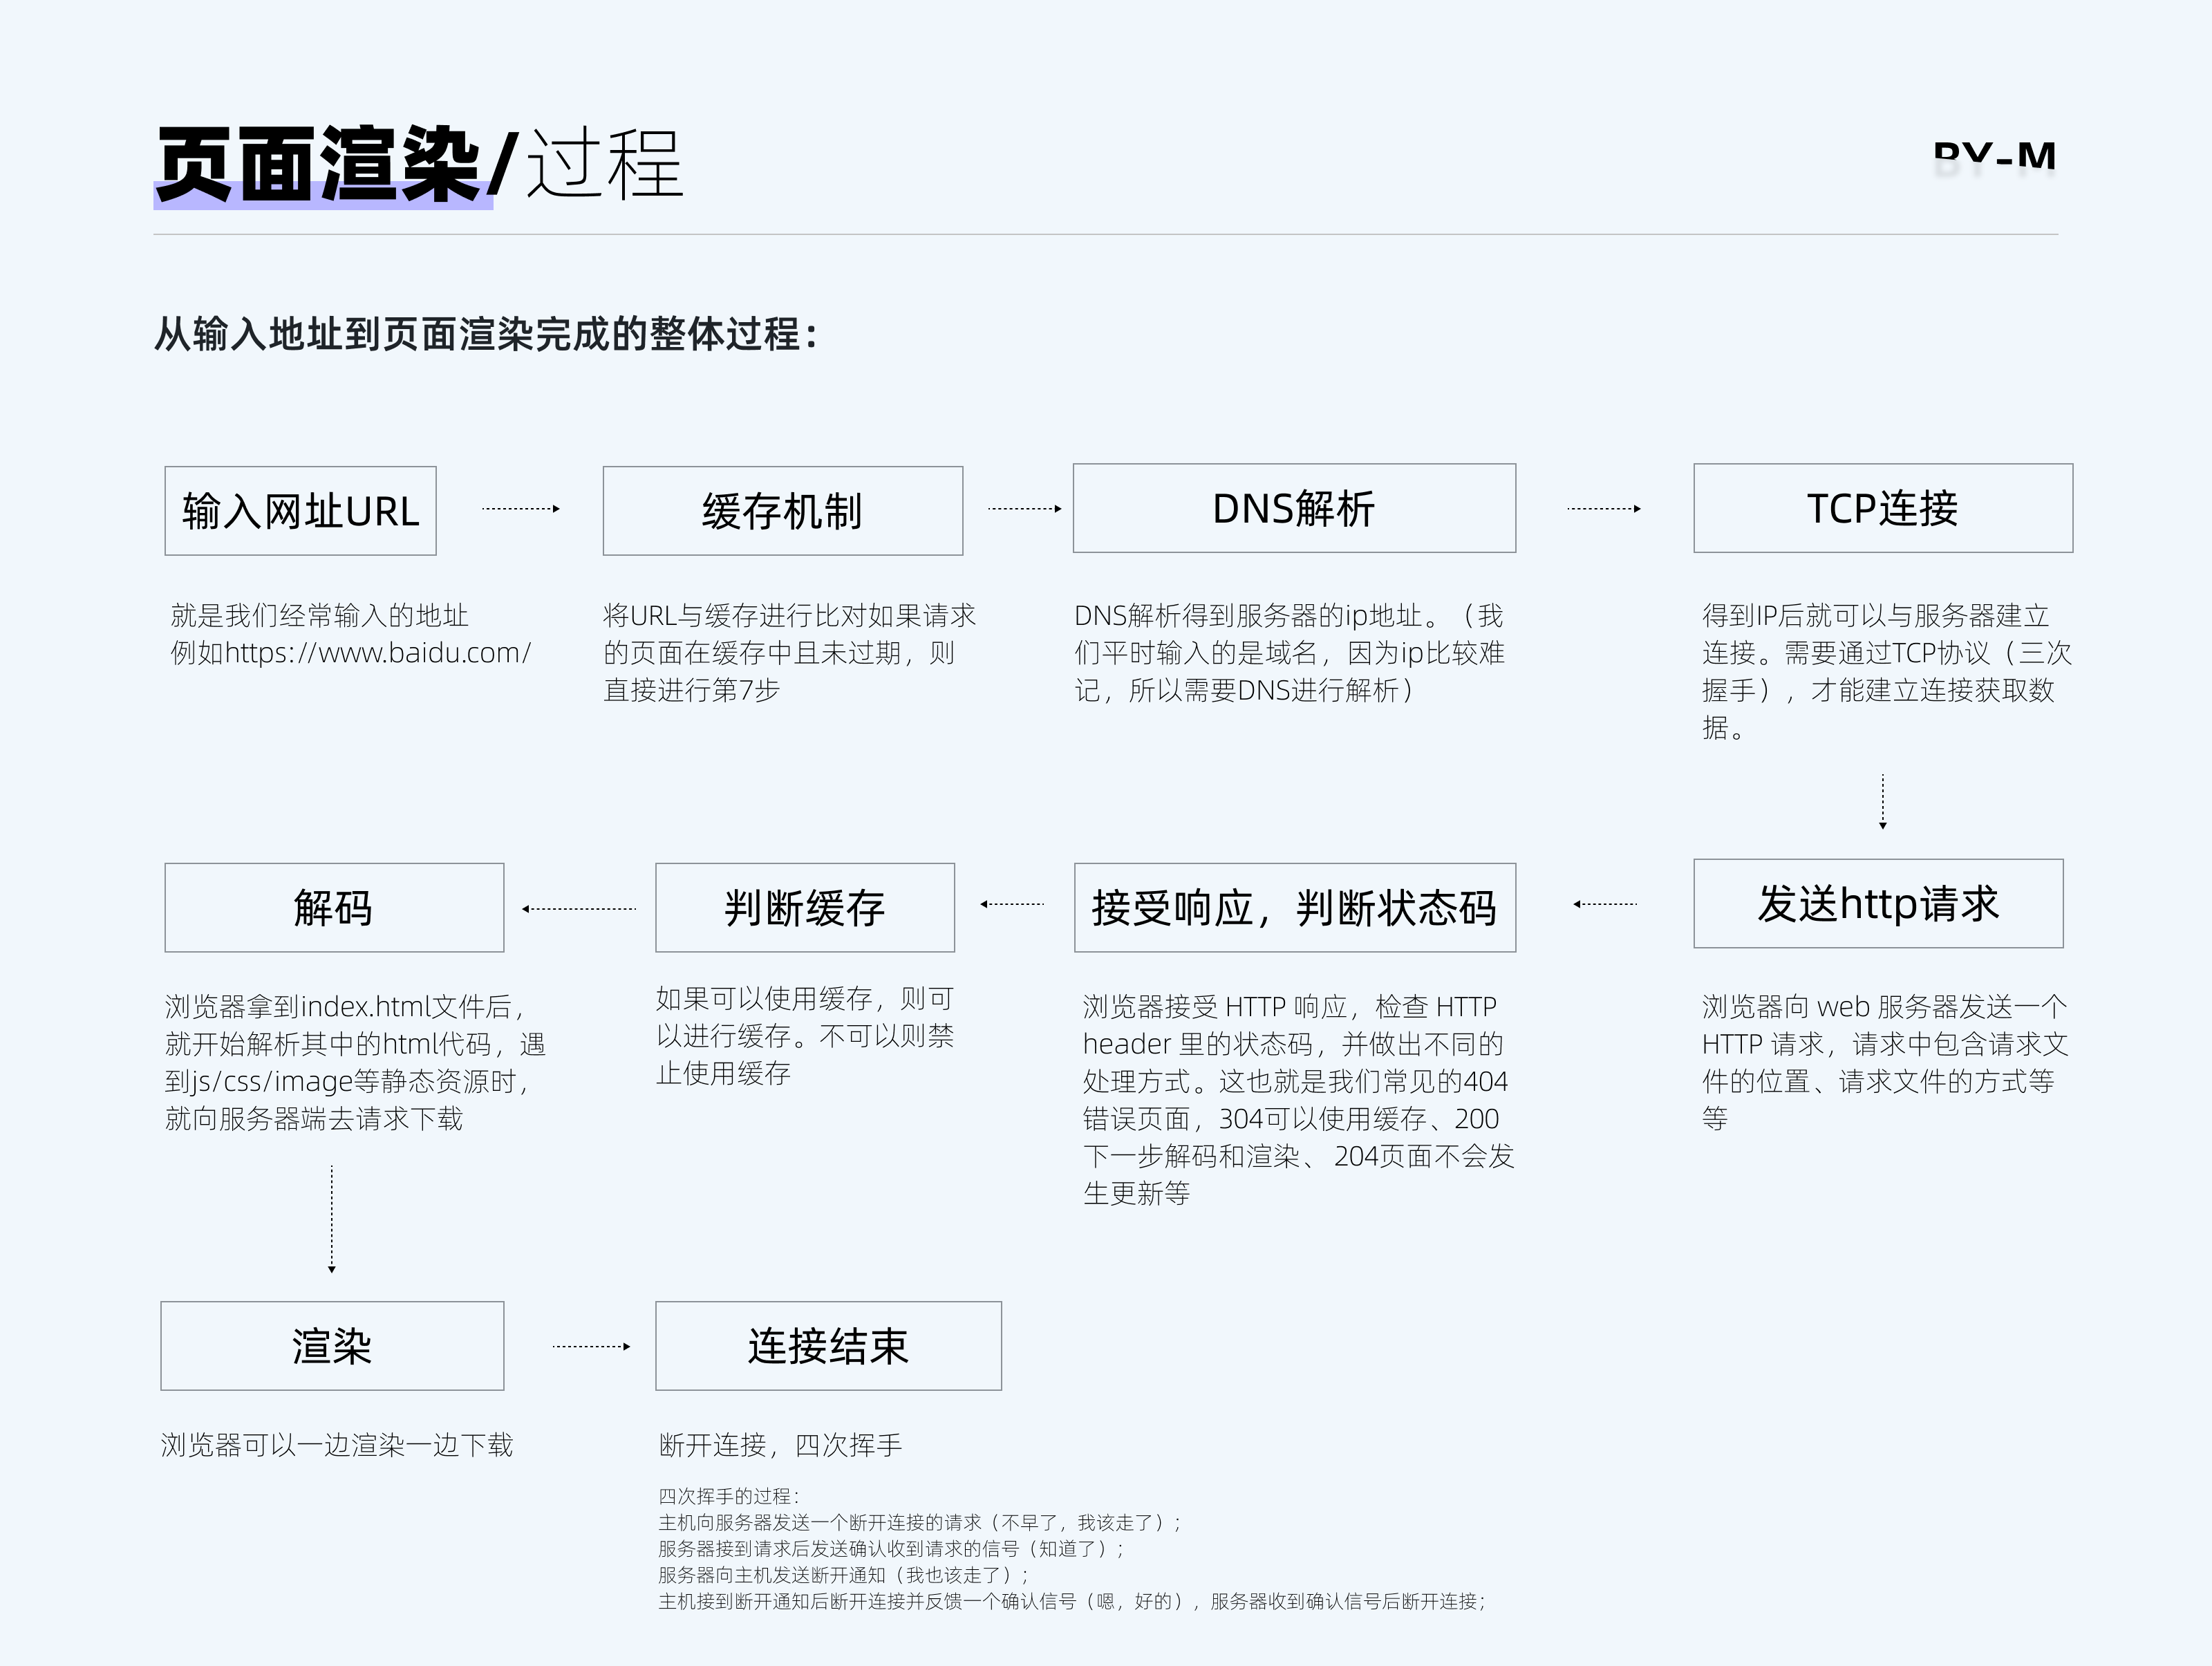 页面渲染/过程
BY-M
从输入地址到页面渲染完成的整体过程：
输入网址URL
就是我们经常输入的地址
例如https://www.baidu.com/
缓存机制
将URL与缓存进行比对如果请求
的页面在缓存中且未过期，则
直接进行第7步
DNS解析
DNS解析得到服务器的ip地址。（我
们平时输入的是域名，因为ip比较难
记，所以需要DNS进行解析）
TCP连接
得到IP后就可以与服务器建立
连接。需要通过TCP协议（三次
握手），才能建立连接获取数
据。
发送http请求
浏览器向 web 服务器发送一个
HTTP 请求，请求中包含请求文
件的位置、请求文件的方式等
等
接受响应，判断状态码
浏览器接受 HTTP 响应，检查 HTTP
header 里的状态码，并做出不同的
处理方式。这也就是我们常见的404
错误页面，304可以使用缓存、200
下一步解码和渲染、 204页面不会发
生更新等
判断缓存
如果可以使用缓存，则可
以进行缓存。不可以则禁
止使用缓存
解码
浏览器拿到index.html文件后，
就开始解析其中的html代码，遇
到js/css/image等静态资源时，
就向服务器端去请求下载
渲染
浏览器可以一边渲染一边下载
连接结束
断开连接，四次挥手
四次挥手的过程：
主机向服务器发送一个断开连接的请求（不早了，我该走了）；
服务器接到请求后发送确认收到请求的信号（知道了）；
服务器向主机发送断开通知（我也该走了）；
主机接到断开通知后断开连接并反馈一个确认信号（嗯，好的），服务器收到确认信号后断开连接；